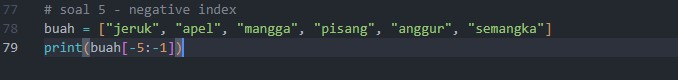 77 # soal 5 - negative index
78 buah = ["jeruk", "apel", "mangga", "pisang", "anggur", "semangka"]
79 print(buah[-5:-1])